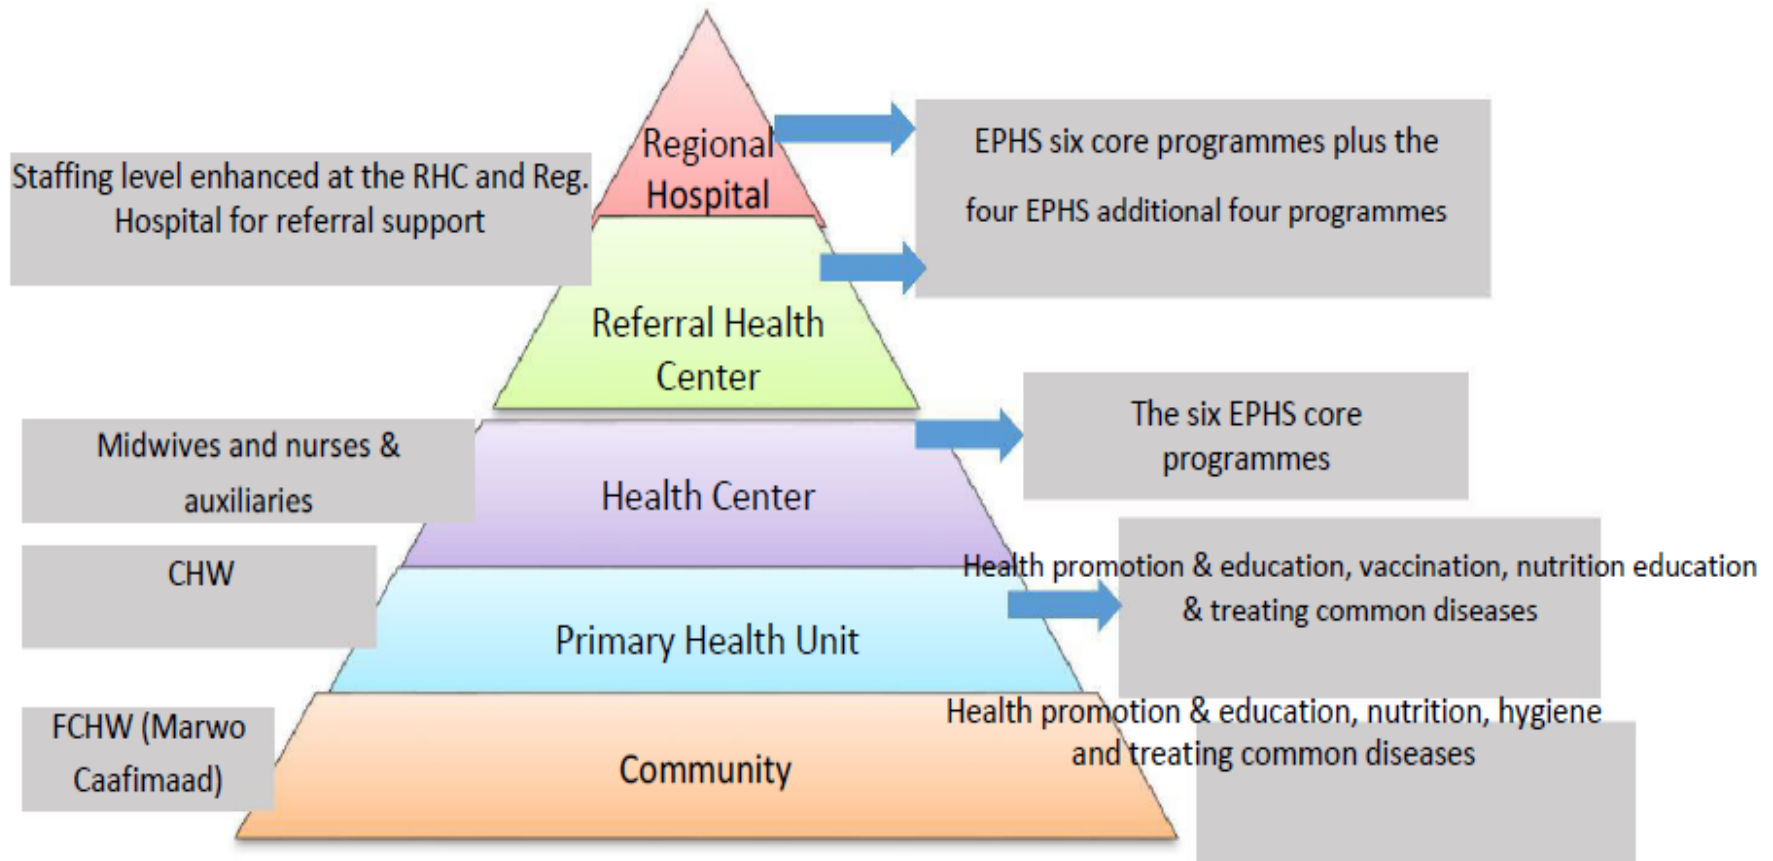 Regional
Hospital
EPHS six core programmes plus the
four EPHS additional four programmes
Staffing level enhanced at the RHC and Reg.
Hospital for referral support
Referral Health
Center
The six EPHS core
programmes
Midwives and nurses &
auxiliaries
Health Center
Health promotion & education, vaccination, nutrition education
& treating common diseases
CHW
Primary Health Unit
Health promotion & education, nutrition, hygiene
and treating common diseases
FCHW (Marwo
Caafimaad)
Community